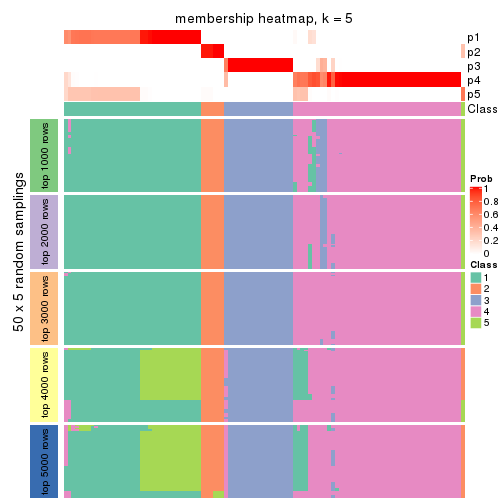 membership heatmap, k = 5
p1
p2
p3
p4
p5
Class
50 x 5 random samplings
top 1000 rows
top 2000 rows
top 3000 rows
top 4000 rows
top 5000 rows
Prob
1
0.8
0.6
0.4
0.2
0
Class
1
2
3
4
5